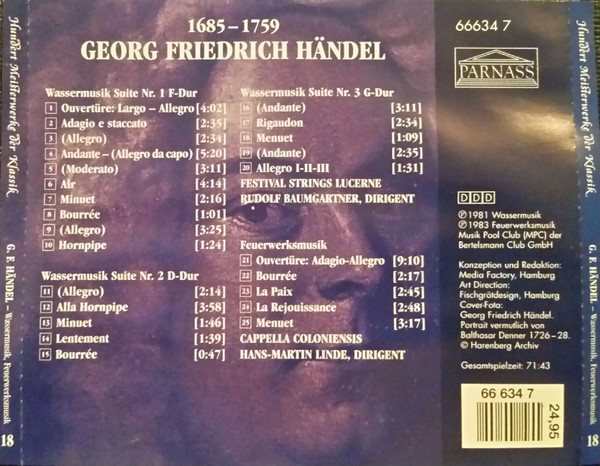 Hundert Meisterwerke der Klassik
G. F. HÄNDEL – Wassermusik, Feuerwerksmusik
18
1685–1759
GEORG FRIEDRICH HÄNDEL
Wassermusik Suite Nr. 1 F-Dur
1 Ouvertüre: Largo – Allegro [4:02]
2 Adagio e staccato [2:35]
3 (Allegro) [2:34]
4 Andante – (Allegro da capo) [5:20]
5 (Moderato) [3:11]
6 Air [4:14]
7 Minuet [2:16]
8 Bourrée [1:01]
9 (Allegro) [3:25]
10 Hornpipe [1:24]
Wassermusik Suite Nr. 2 D-Dur
11 (Allegro) [2:14]
12 Alla Hornpipe [3:58]
13 Minuet [1:46]
14 Lentement [1:39]
15 Bourrée [0:47]
Wassermusik Suite Nr. 3 G-Dur
16 (Andante) [3:11]
17 Rigaudon [2:34]
18 Menuet [1:09]
19 (Andante) [2:35]
20 Allegro I-II-III [1:31]
FESTIVAL STRINGS LUCERNE
RUDOLF BAUMGARTNER, DIRIGENT
Feuerwerksmusik
21 Ouvertüre: Adagio-Allegro [9:10]
22 Bourrée [2:17]
23 La Paix [2:45]
24 La Rejouissance [2:48]
25 Menuet [3:17]
CAPPELLA COLONIENSIS
HANS-MARTIN LINDE, DIRIGENT
66634 7
PARNASS
DDD
℗ 1981 Wassermusik
℗ 1983 Feuerwerksmusik
Musik Pool Club (MPC) der
Bertelsmann Club GmbH
Konzeption und Redaktion:
Media Factory, Hamburg
Art Direction:
Fischgrätdesign, Hamburg
Cover-Foto:
Georg Friedrich Händel.
Portrait vermutlich von
Balthasar Denner 1726–28.
© Harenberg Archiv
Gesamtspielzeit: 71:43
66 634 7
24,95
Hundert Meisterwerke der Klassik
G. F. HÄNDEL – Wassermusik, Feuerwerksmusik
18